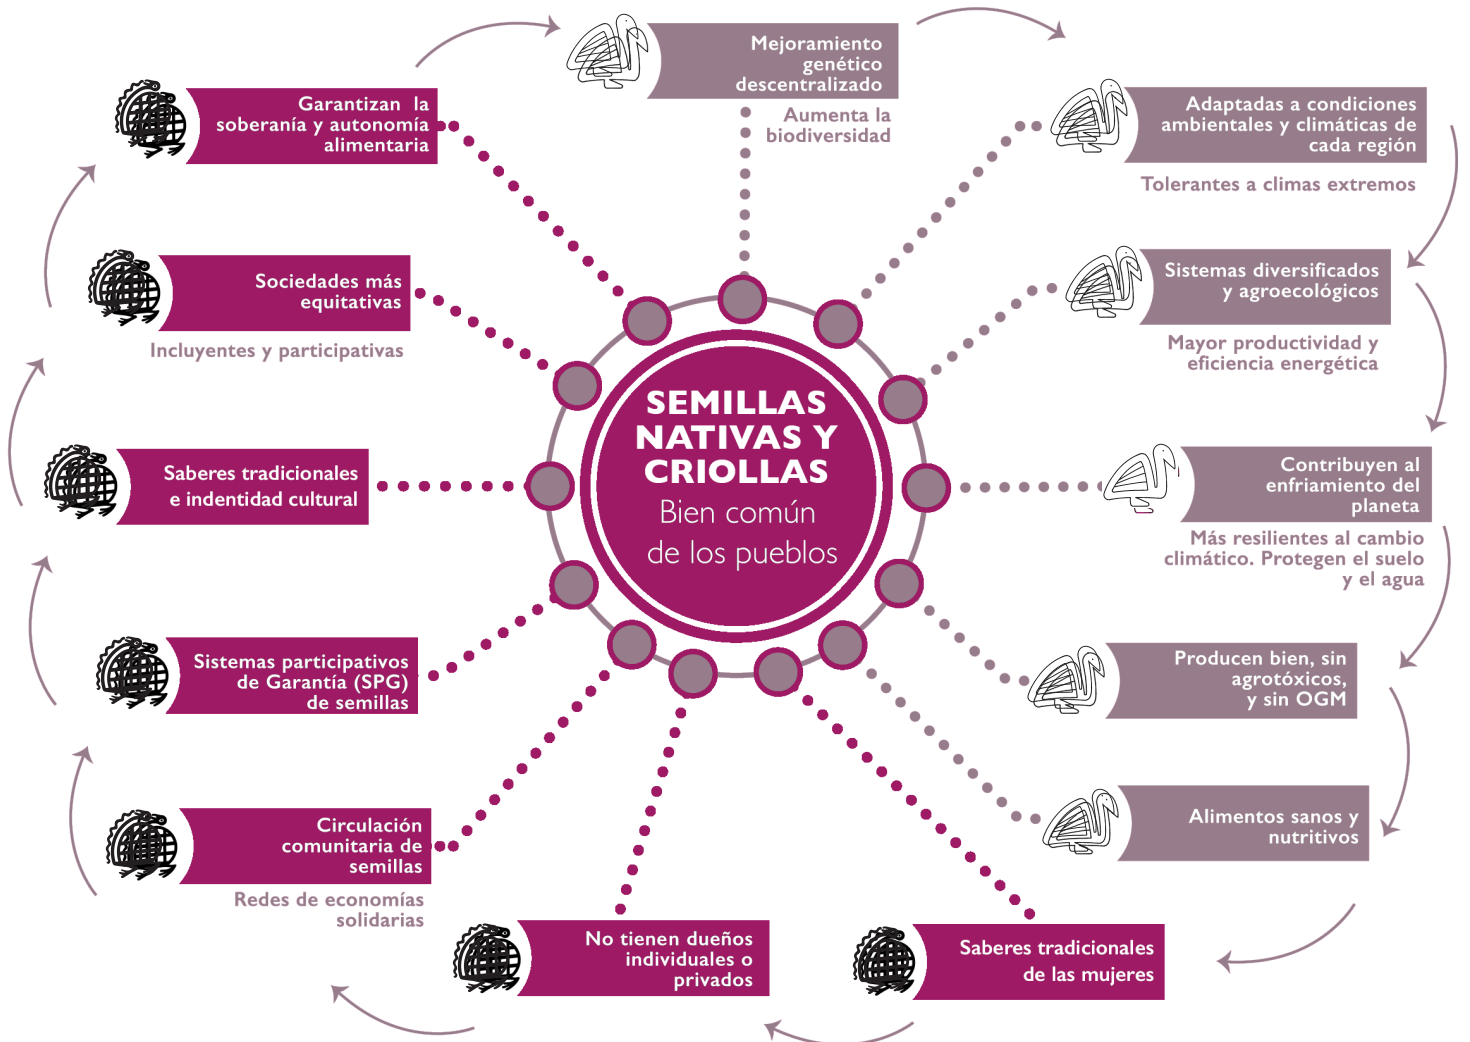 Mejoramiento
genético
descentralizado
Aumenta la
biodiversidad
Adaptadas a condiciones
ambientales y climáticas de
cada región
Tolerantes a climas extremos
Sistemas diversificados
y agroecológicos
Mayor productividad y
eficiencia energética
Contribuyen al
enfriamiento del
planeta
Más resilientes al cambio
climático. Protegen el suelo
y el agua
Producen bien, sin
agrotóxicos,
y sin OGM
Alimentos sanos y
nutritivos
Saberes tradicionales
de las mujeres
No tienen dueños
individuales o
privados
Circulación
comunitaria de
semillas
Redes de economías
solidarias
Sistemas participativos
de Garantía (SPG)
de semillas
Saberes tradicionales
e indentidad cultural
Sociedades más
equitativas
Incluyentes y participativas
Garantizan la
soberanía y autonomía
alimentaria
SEMILLAS
NATIVAS Y
CRIOLLAS
Bien común
de los pueblos